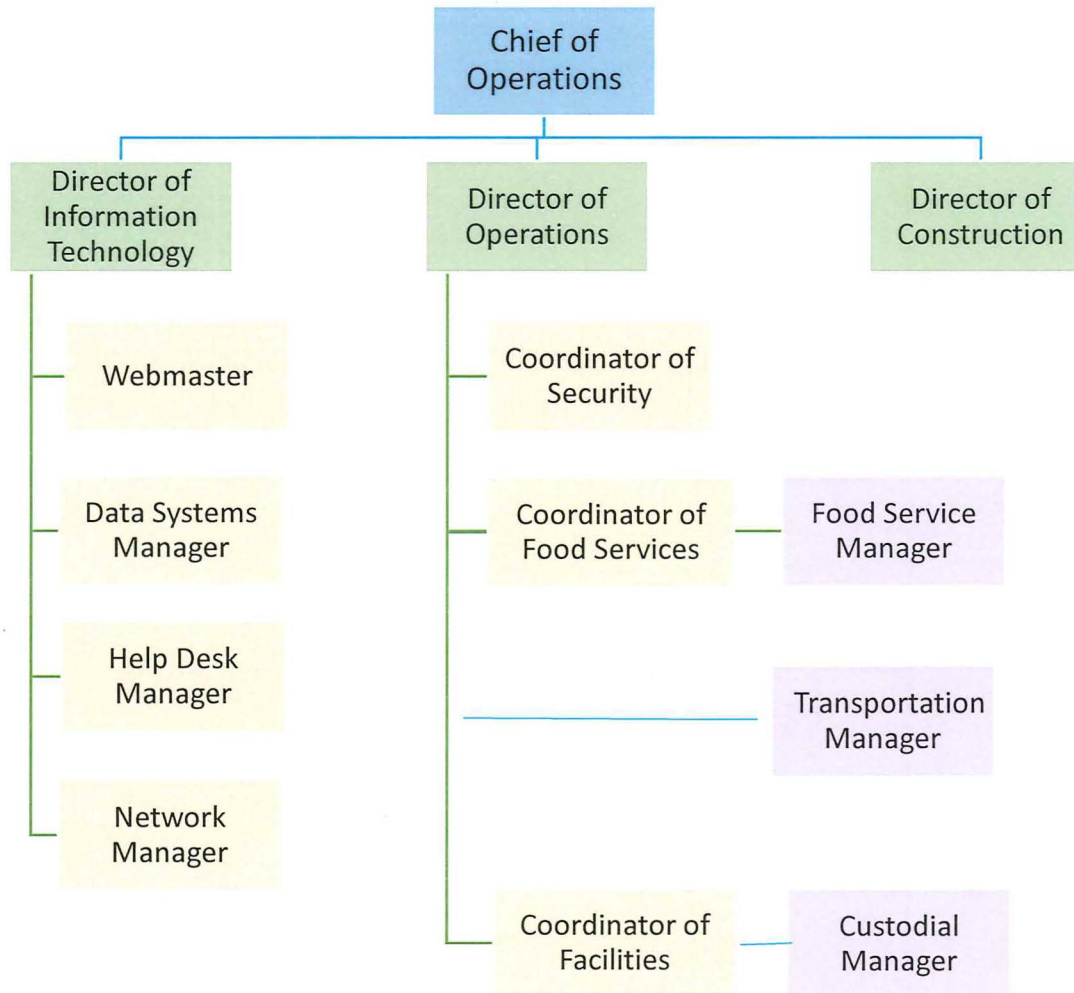 Chief of
Operations
Director of
Information
Technology
Director of
Operations
Director of
Construction
Webmaster
Data Systems
Manager
Help Desk
Manager
Network
Manager
Coordinator of
Security
Coordinator of
Food Services
Food Service
Manager
Transportation
Manager
Coordinator of
Facilities
Custodial
Manager